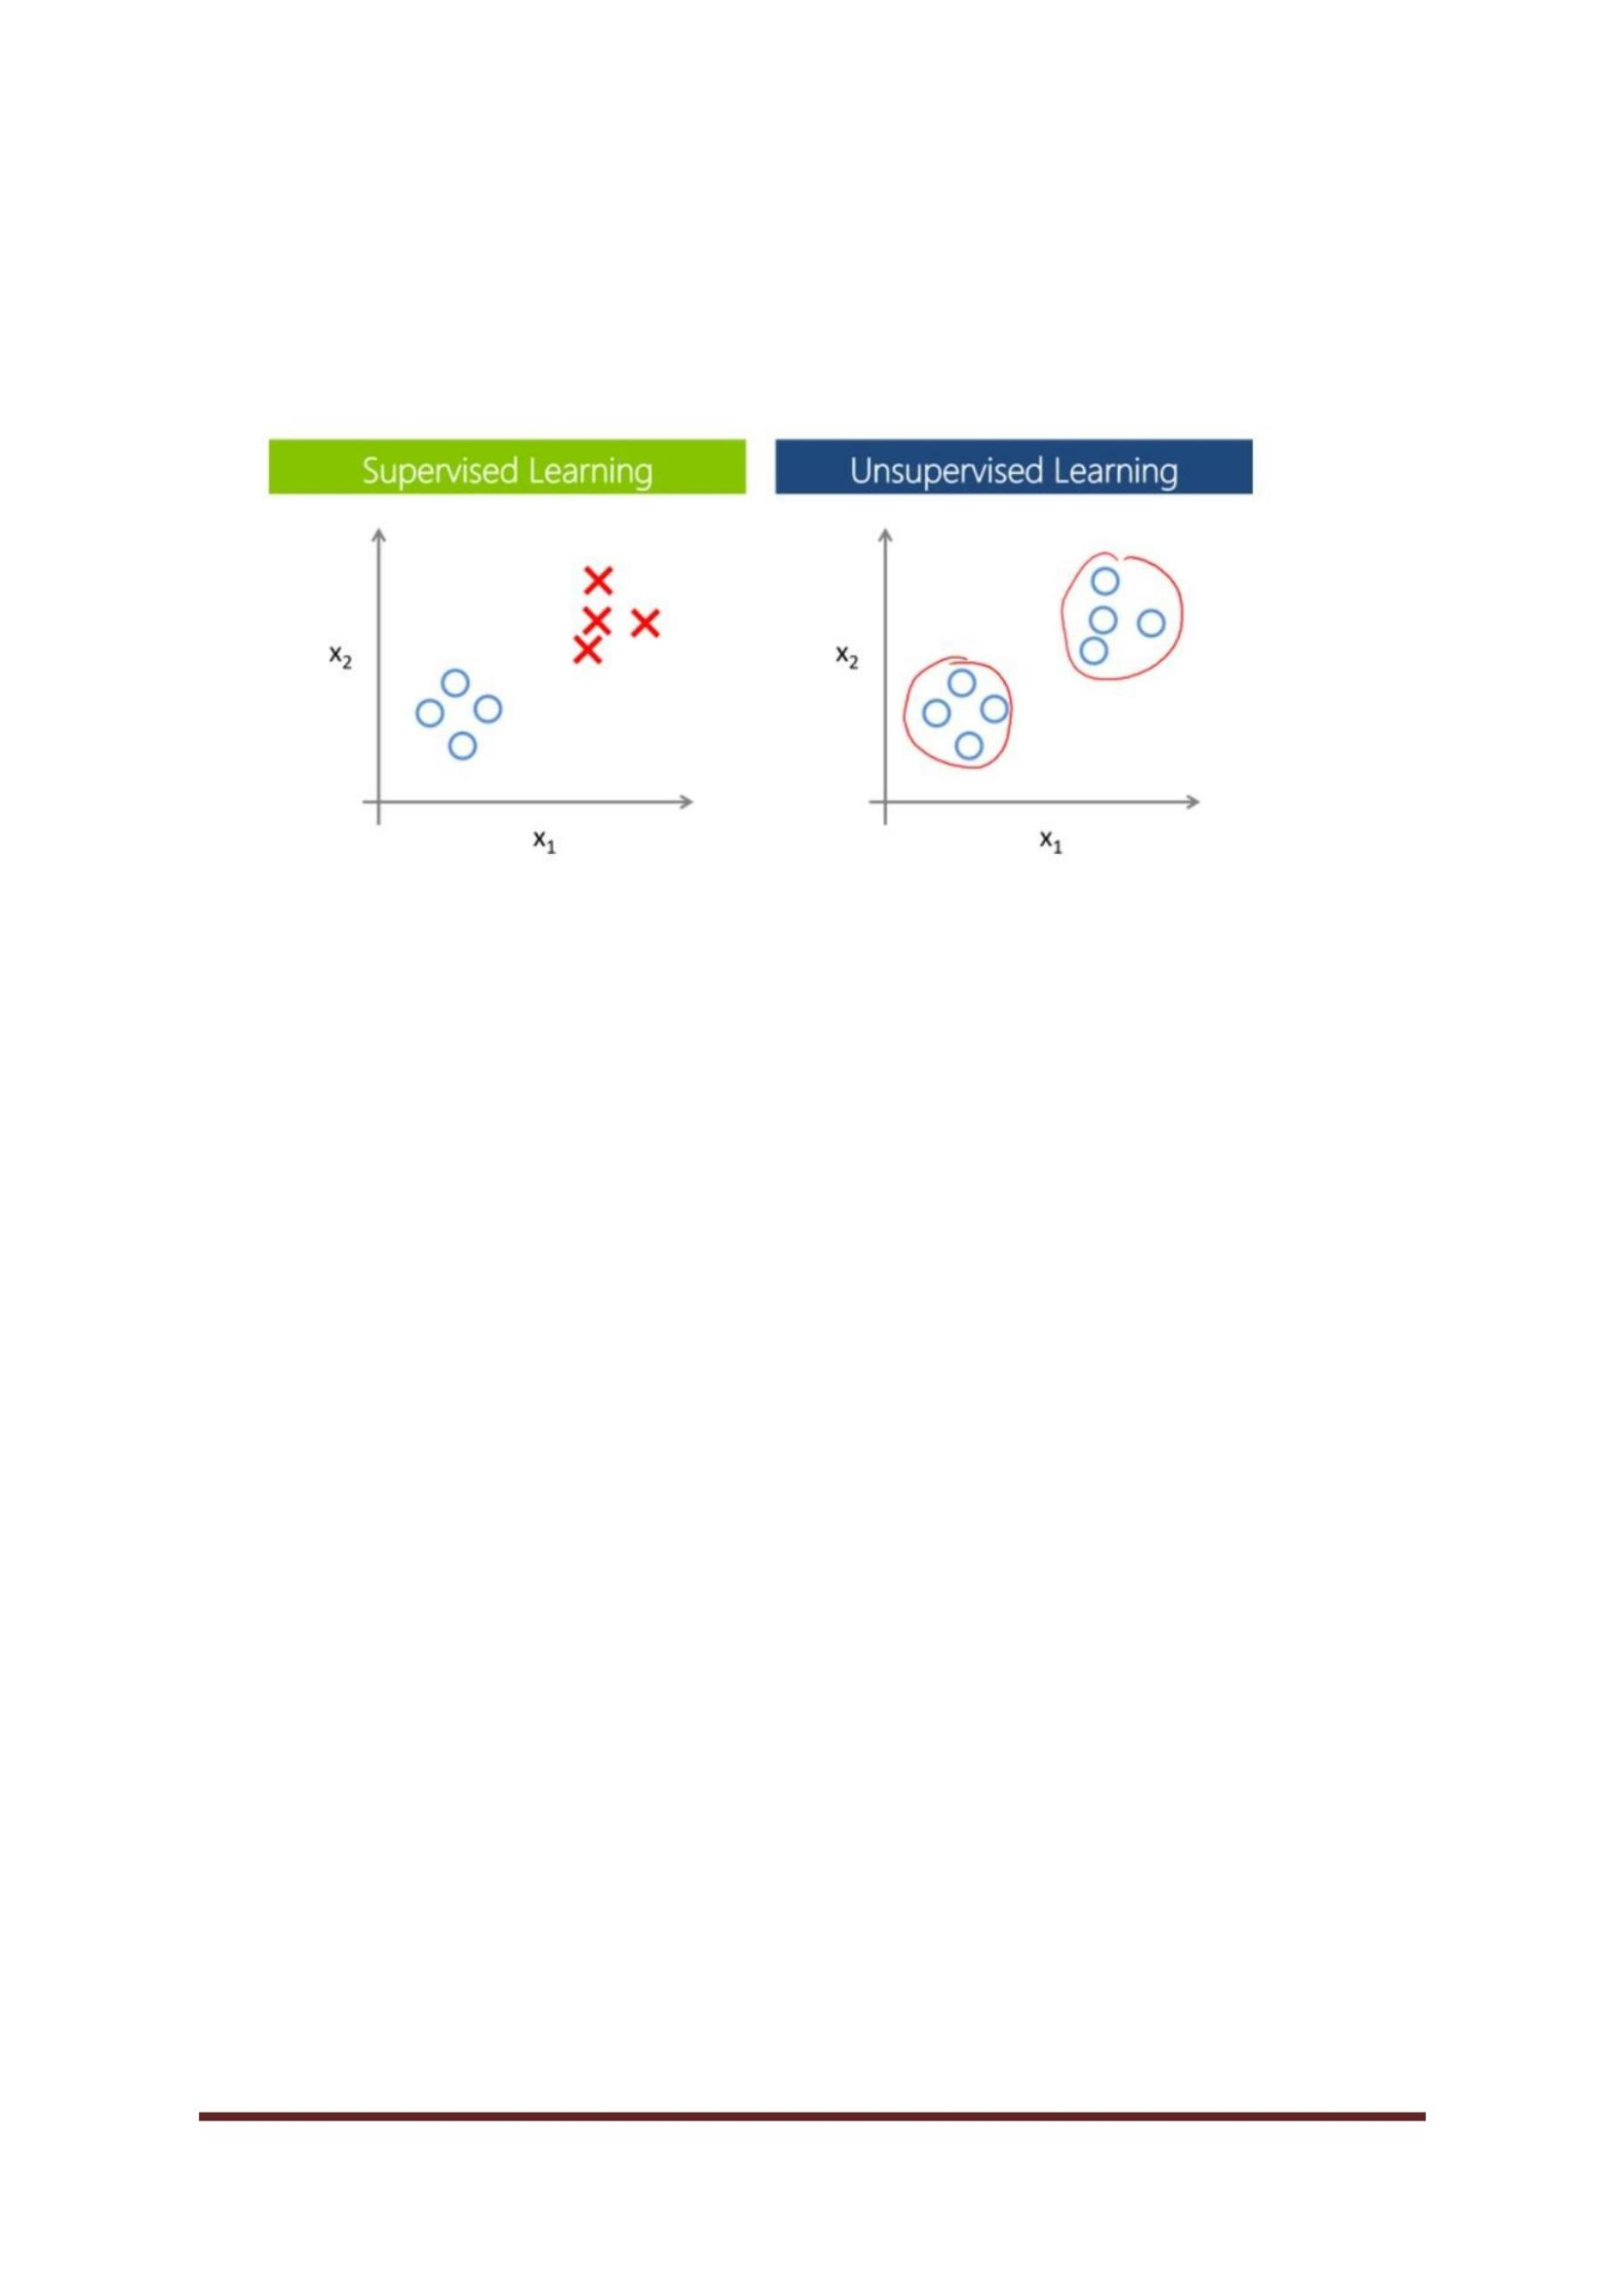 Supervised Learning
Unsupervised Learning
x₂
x₁
x₂
x₁